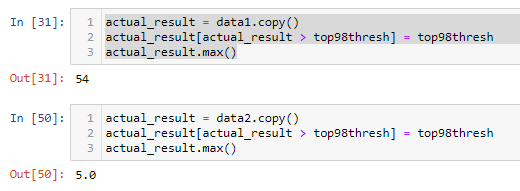 In [31]:
1 actual_result = data1.copy()
2 actual_result[actual_result > top98thresh] = top98thresh
3 actual_result.max()
Out[31]: 54
In [50]:
1 actual_result = data2.copy()
2 actual_result[actual_result > top98thresh] = top98thresh
3 actual_result.max()
Out[50]: 5.0